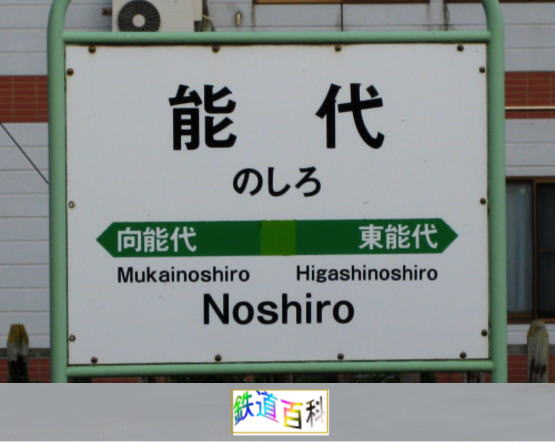 能代
のしろ
向能代 東能代
Mukainoshiro Higashinoshiro
Noshiro
鉄道百科